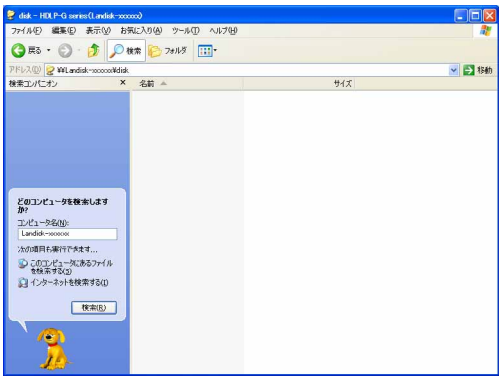 disk - HDLP-G series(Landisk-xxxxxx)
ファイル(F) 編集(E) 表示(V) お気に入り(A) ツール(T) ヘルプ(H)
戻る 検索 フォルダ
アドレス(D) ¥¥Landisk-xxxxxx¥disk 移動
検索コンパニオン × 名前 サイズ
どのコンピュータを検索します
か?
コンピュータ名(N):
Landisk-xxxxxx
次の項目も実行できます...
このコンピュータにあるファイル
を検索する(S)
インターネットを検索する(I)
検索(R)